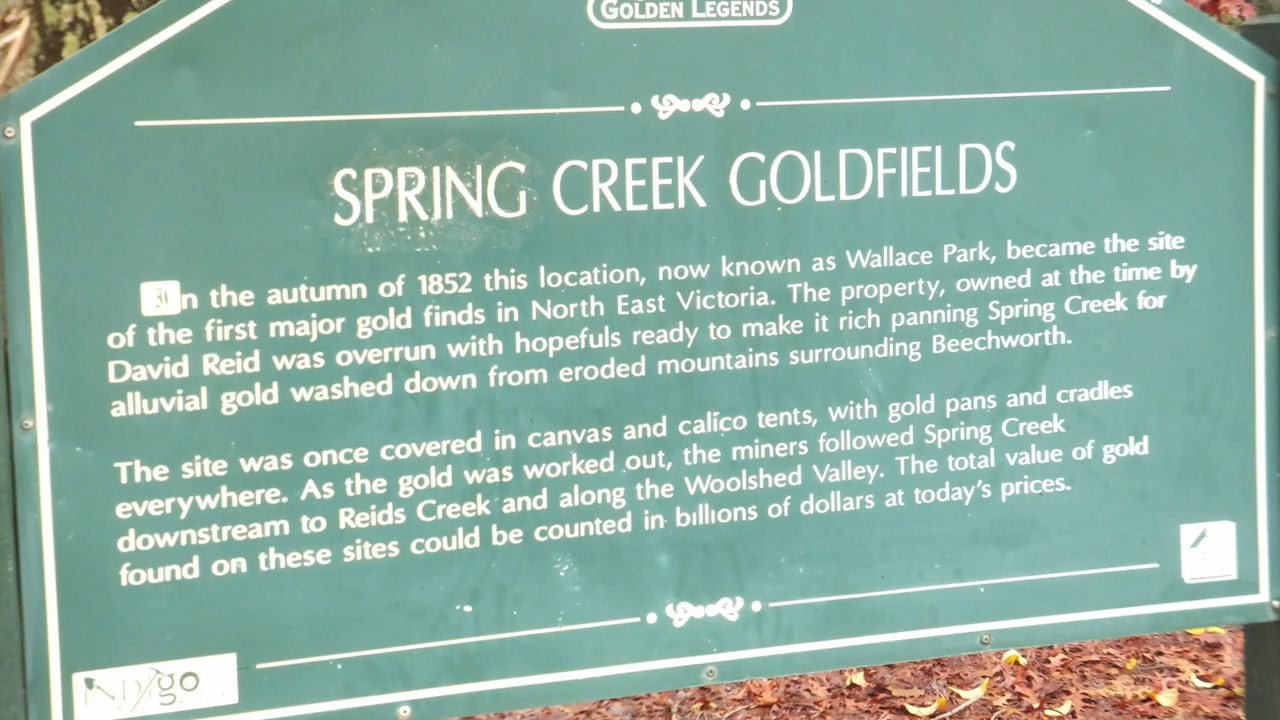 GOLDEN LEGENDS
SPRING CREEK GOLDFIELDS
In the autumn of 1852 this location, now known as Wallace Park, became the site
of the first major gold finds in North East Victoria. The property, owned at the time by
David Reid was overrun with hopefuls ready to make it rich panning Spring Creek for
alluvial gold washed down from eroded mountains surrounding Beechworth.
The site was once covered in canvas and calico tents, with gold pans and cradles
everywhere. As the gold was worked out, the miners followed Spring Creek
downstream to Reids Creek and along the Woolshed Valley. The total value of gold
found on these sites could be counted in billions of dollars at today's prices.
INDIgo